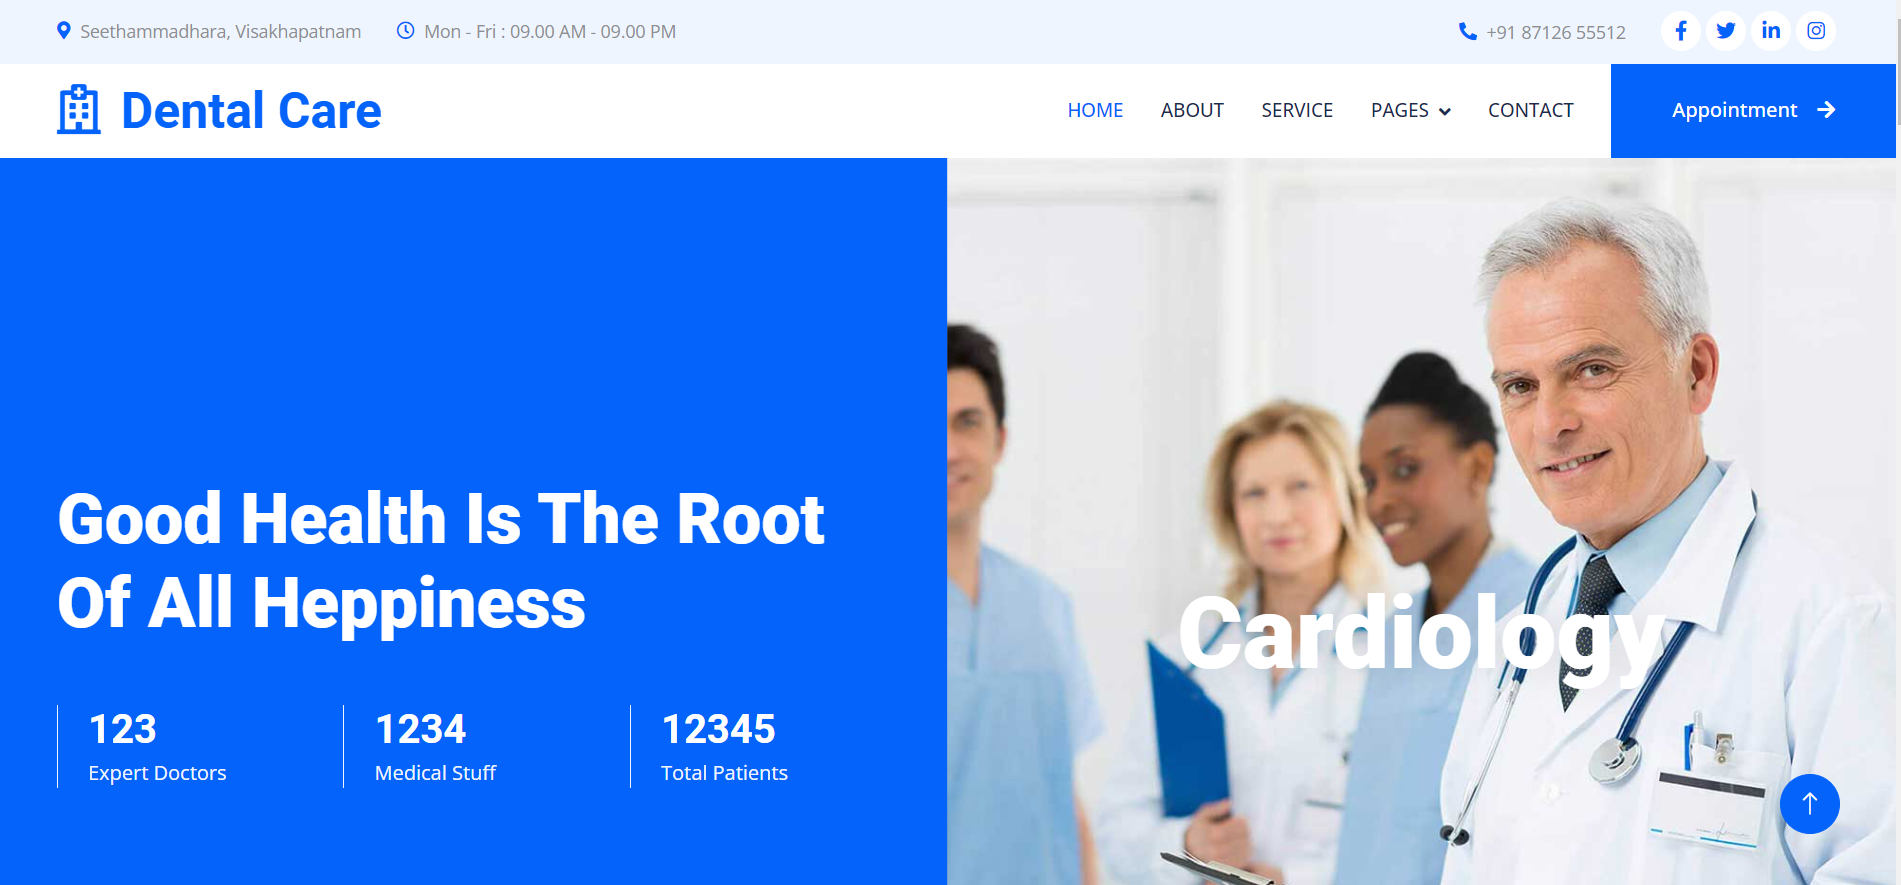 Seethammadhara, Visakhapatnam
Mon - Fri : 09.00 AM - 09.00 PM
+91 87126 55512
Dental Care
HOME
ABOUT
SERVICE
PAGES
CONTACT
Appointment
Good Health Is The Root
Of All Heppiness
123
Expert Doctors
1234
Medical Stuff
12345
Total Patients
Cardiology